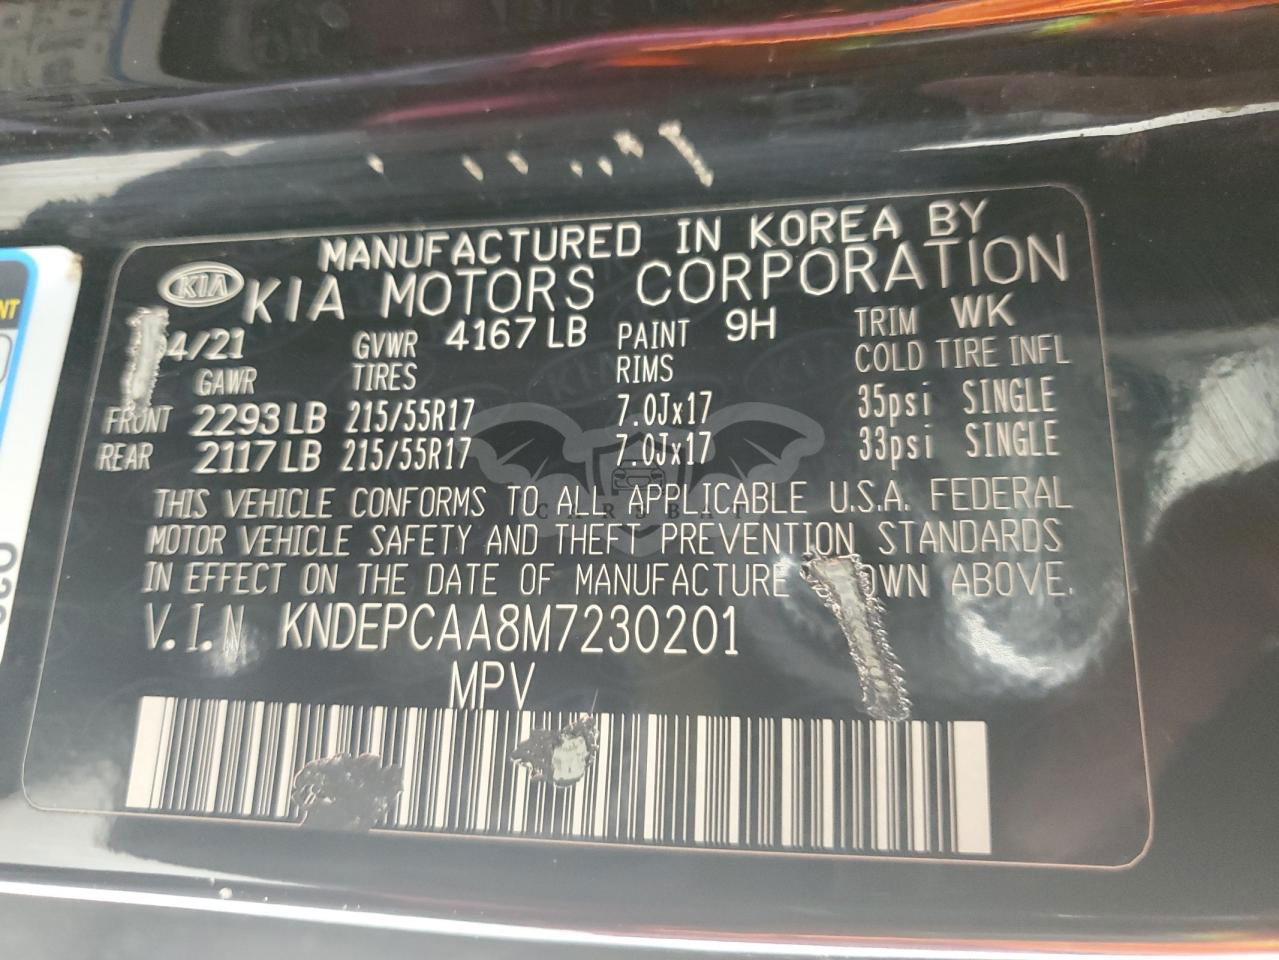 MANUFACTURED IN KOREA BY
KIA KIA MOTORS CORPORATION
4/21 GVWR 4167 LB PAINT 9H TRIM WK
GAWR TIRES RIMS COLD TIRE INFL
FRONT 2293 LB 215/55R17 7.0Jx17 35psi SINGLE
REAR 2117 LB 215/55R17 7.0Jx17 33psi SINGLE
THIS VEHICLE CONFORMS TO ALL APPLICABLE U.S.A. FEDERAL
MOTOR VEHICLE SAFETY AND THEFT PREVENTION STANDARDS
IN EFFECT ON THE DATE OF MANUFACTURE OWN ABOVE.
V.I.N KNDEPCAA8M7230201
MPV
CARSBAT